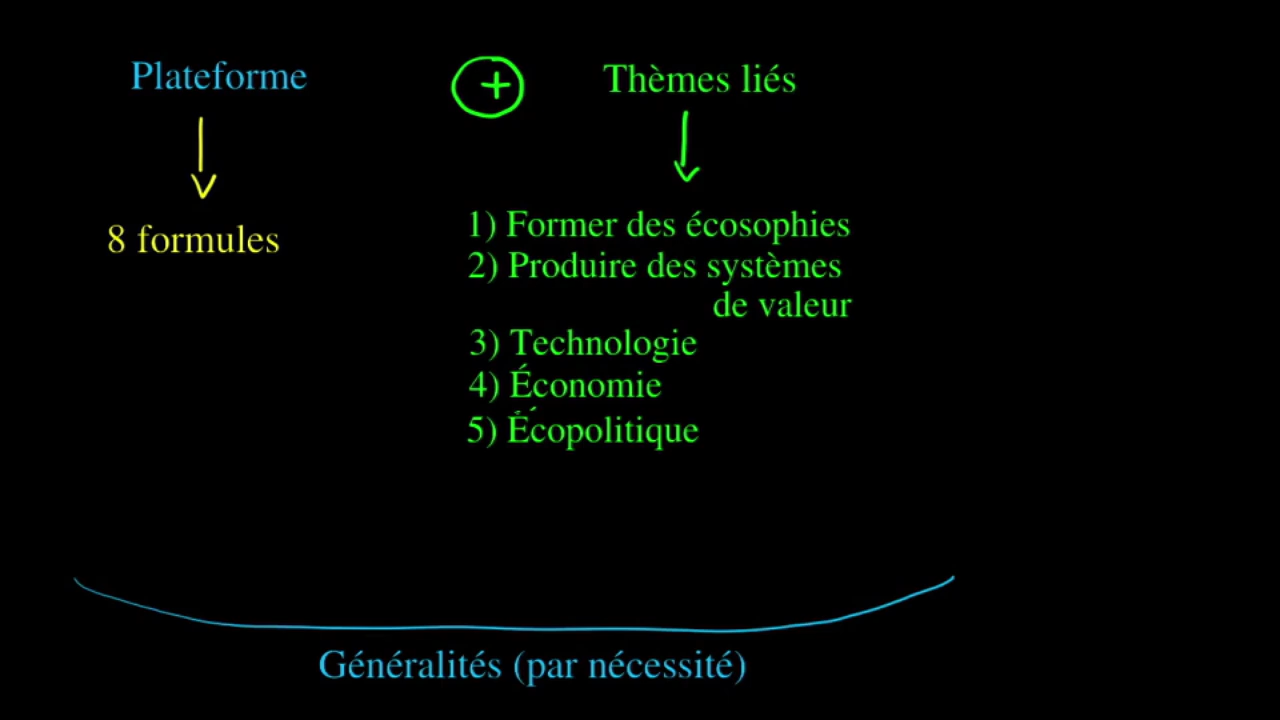 Plateforme
+
Thèmes liés
8 formules
1) Former des écosophies
2) Produire des systèmes
de valeur
3) Technologie
4) Économie
5) Écopolitique
Généralités (par nécessité)